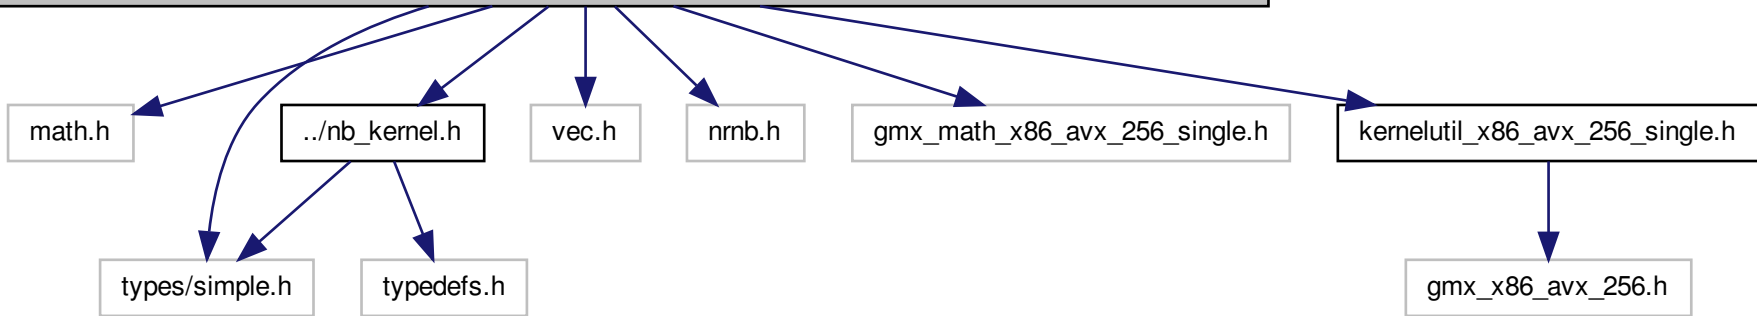 math.h
../nb_kernel.h
vec.h
nrnb.h
gmx_math_x86_avx_256_single.h
kernelutil_x86_avx_256_single.h
types/simple.h
typedefs.h
gmx_x86_avx_256.h